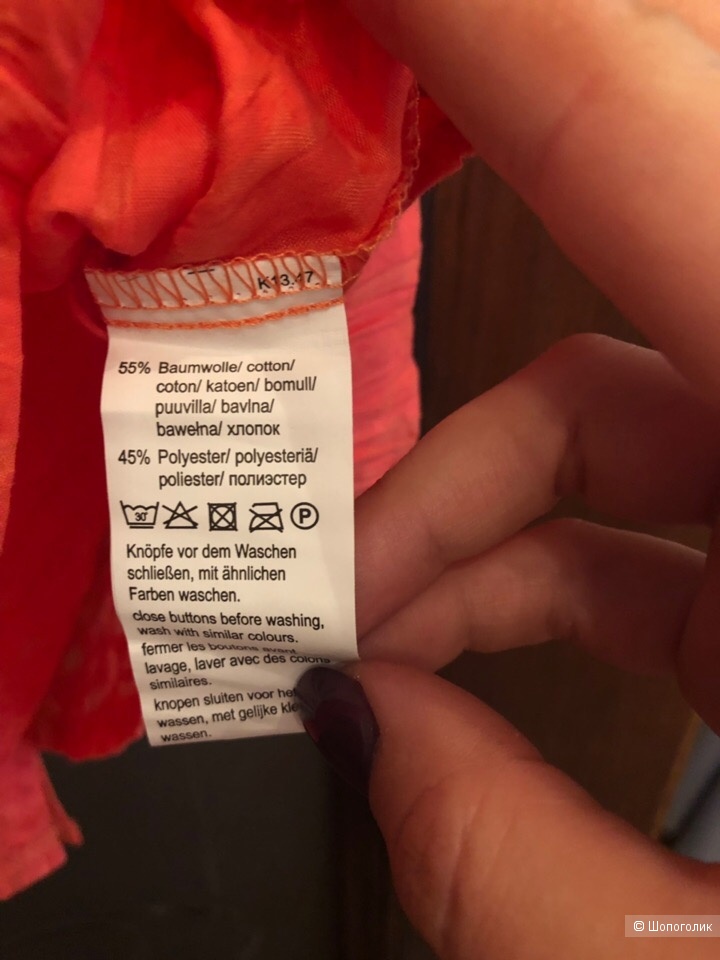 K13.17
55% Baumwolle/ cotton/
coton/ katoen/ bomull/
puuvilla/ bavlna/
bawełna/ хлопок
45% Polyester/ polyesteriä/
poliester/ полиэстер
30°
P
Knöpfe vor dem Waschen
schließen, mit ähnlichen
Farben waschen.
close buttons before washing,
wash with similar colours.
fermer les boutons avant
lavage, laver avec des coloris
similaires.
knopen sluiten voor het
wassen, met gelijke
wassen.
© Шопоголик